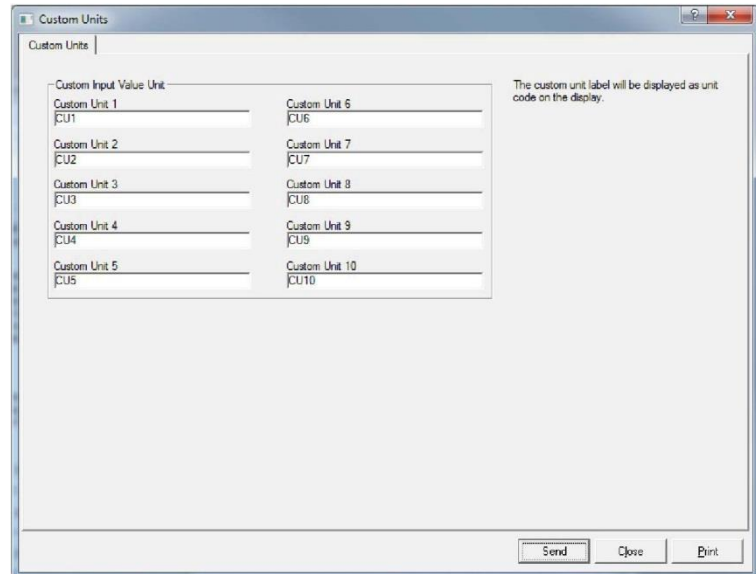 Custom Units
Custom Units
Custom Input Value Unit
Custom Unit 1
CU1
Custom Unit 2
CU2
Custom Unit 3
CU3
Custom Unit 4
CU4
Custom Unit 5
CU5
Custom Unit 6
CU6
Custom Unit 7
CU7
Custom Unit 8
CU8
Custom Unit 9
CU9
Custom Unit 10
CU10
The custom unit label will be displayed as unit
code on the display.
Send
Close
Print